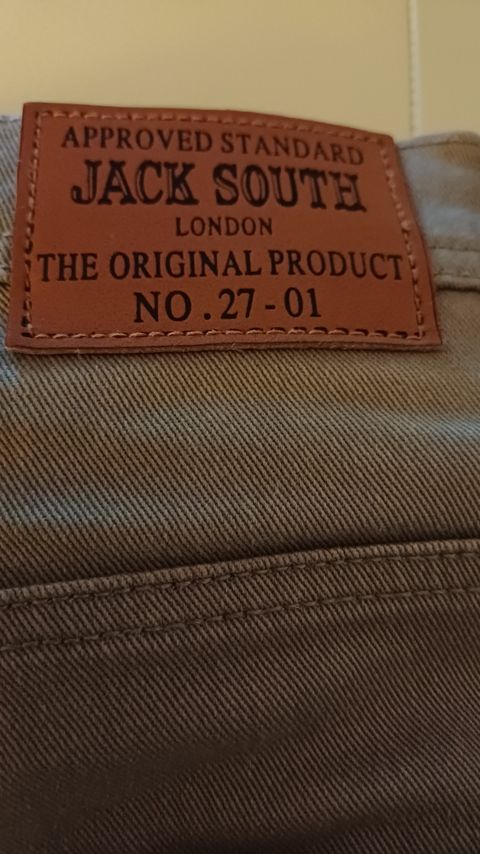 APPROVED STANDARD
JACK SOUTH
LONDON
THE ORIGINAL PRODUCT
NO.27-01